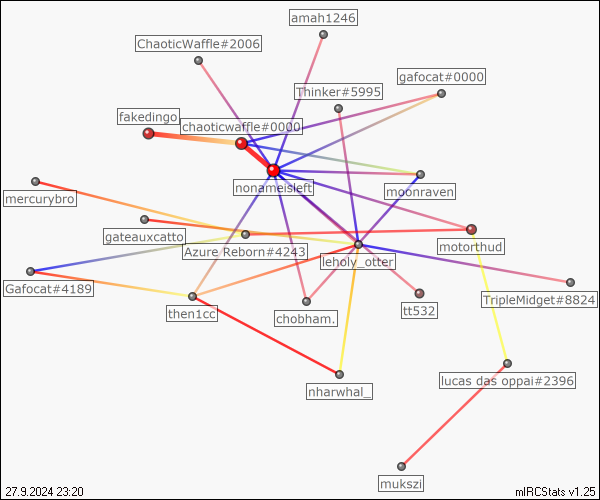 amah1246
ChaoticWaffle#2006
gafocat#0000
Thinker#5995
fakedingo
chaoticwaffle#0000
nonameisleft
moonraven
mercurybro
gateauxcatto
motorthud
Azure Reborn#4243
leholy_otter
Gafocat#4189
TripleMidget#8824
then1cc
chobham.
tt532
lucas das oppai#2396
nharwhal_
mukszi
27.9.2024 23:20
mIRCStats v1.25